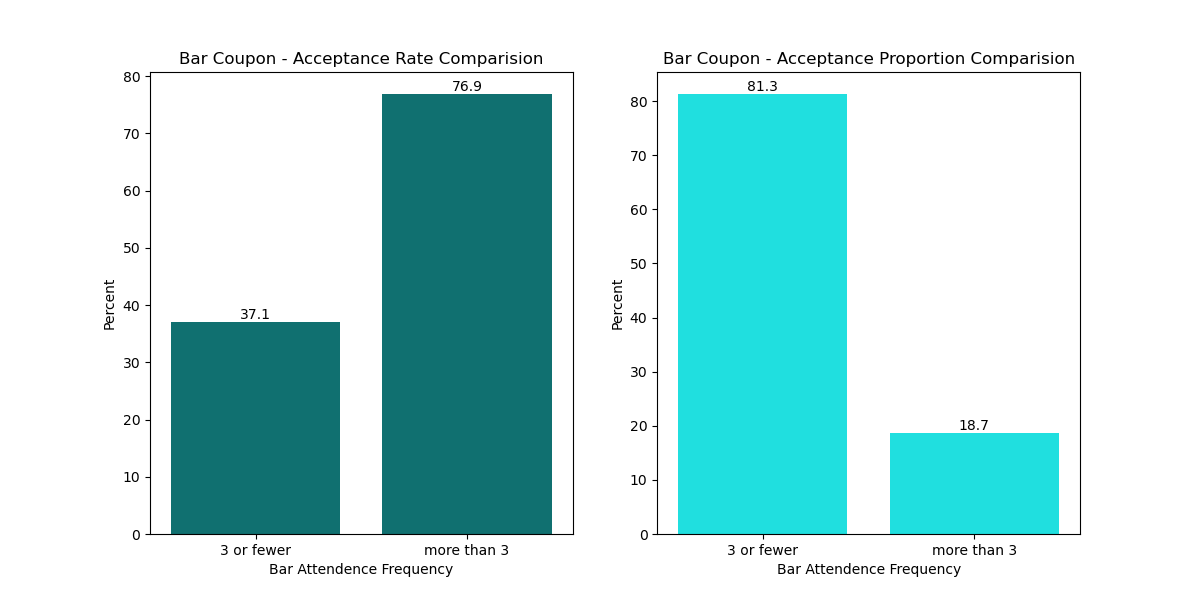 Bar Coupon - Acceptance Rate Comparision
80
70
60
50
40
30
20
10
0
Percent
37.1
76.9
3 or fewer
more than 3
Bar Attendence Frequency
Bar Coupon - Acceptance Proportion Comparision
80
70
60
50
40
30
20
10
0
Percent
81.3
18.7
3 or fewer
more than 3
Bar Attendence Frequency